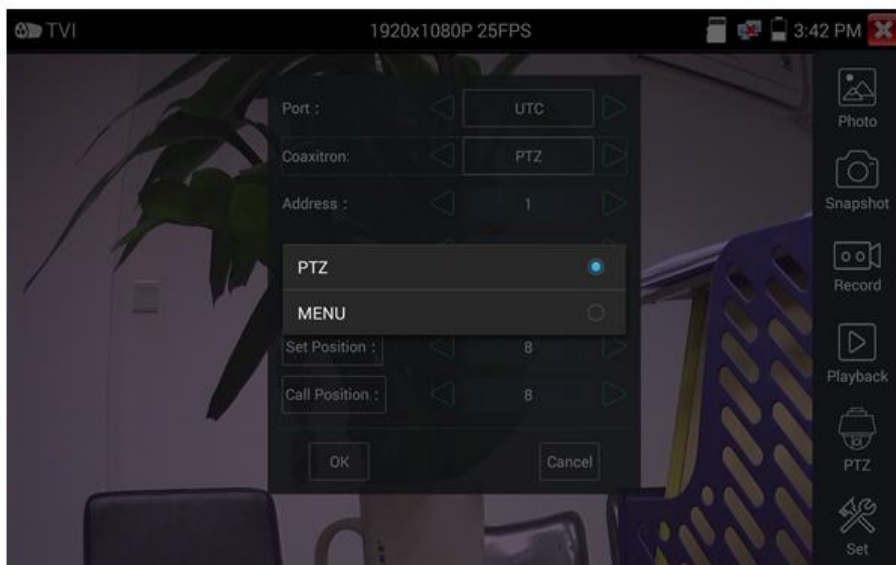 TVI 1920x1080P 25FPS 3:42 PM
Port : UTC
Coaxitron: PTZ
Address : 1
PTZ
MENU
Set Position : 8
Call Position : 8
OK Cancel
Photo
Snapshot
Record
Playback
PTZ
Set